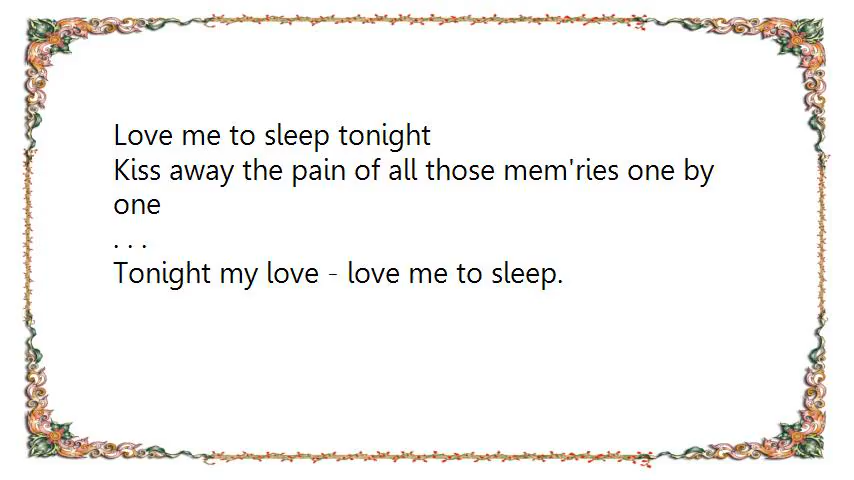 Love me to sleep tonight
Kiss away the pain of all those mem'ries one by
one
. . .
Tonight my love - love me to sleep.